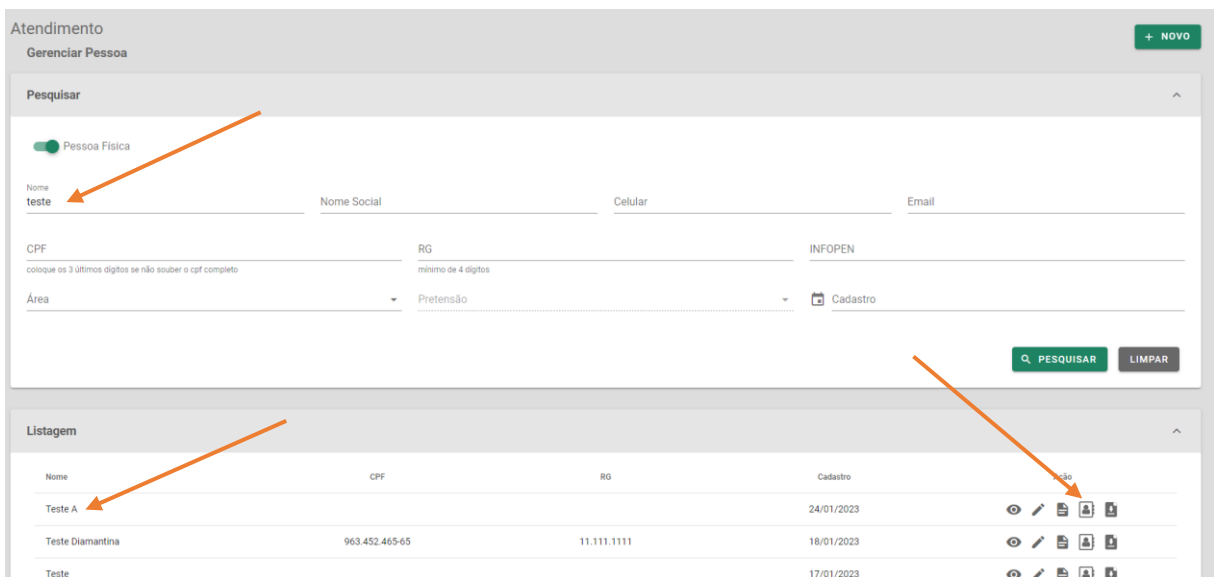 Atendimento
+ NOVO
Gerenciar Pessoa
Pesquisar
Pessoa Física
Nome
teste Nome Social Celular Email
CPF RG INFOPEN
coloque os 3 últimos dígitos se não souber o cpf completo mínimo de 4 dígitos
Área Pretensão Cadastro
PESQUISAR LIMPAR
Listagem
Nome CPF RG Cadastro Ação
Teste A 24/01/2023
Teste Diamantina 963.452.465-65 11.111.1111 18/01/2023
Teste 17/01/2023